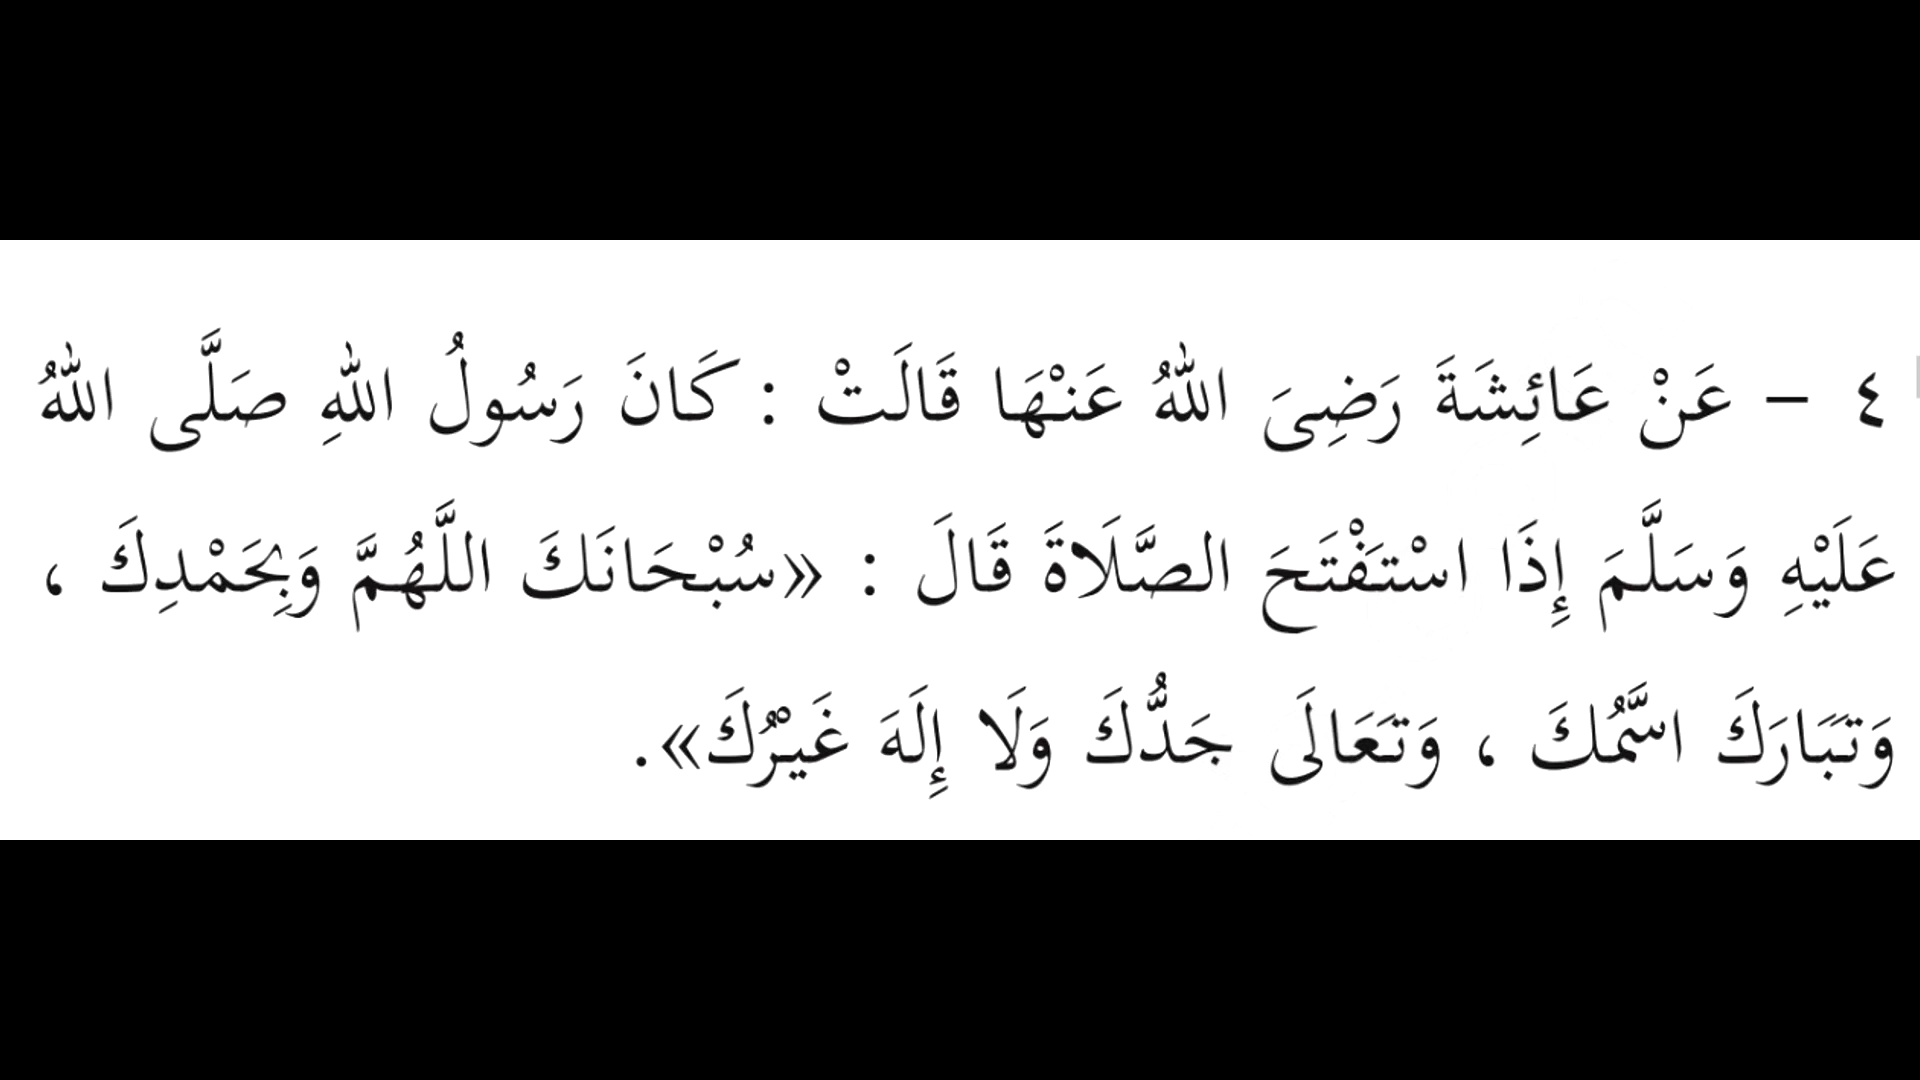 ٤ – عَنْ عَائِشَةَ رَضِىَ اللهُ عَنْهَا قَالَتْ : كَانَ رَسُولُ اللهِ صَلَّى اللهُ
عَلَيْهِ وَسَلَّمَ إِذَا اسْتَفْتَحَ الصَّلَاةَ قَالَ : «سُبْحَانَكَ اللَّهُمَّ وَبِحَمْدِكَ ،
وَتَبَارَكَ اسَّمُكَ ، وَتَعَالَى جَدُّكَ وَلَا إِلَهَ غَيْرُكَ».